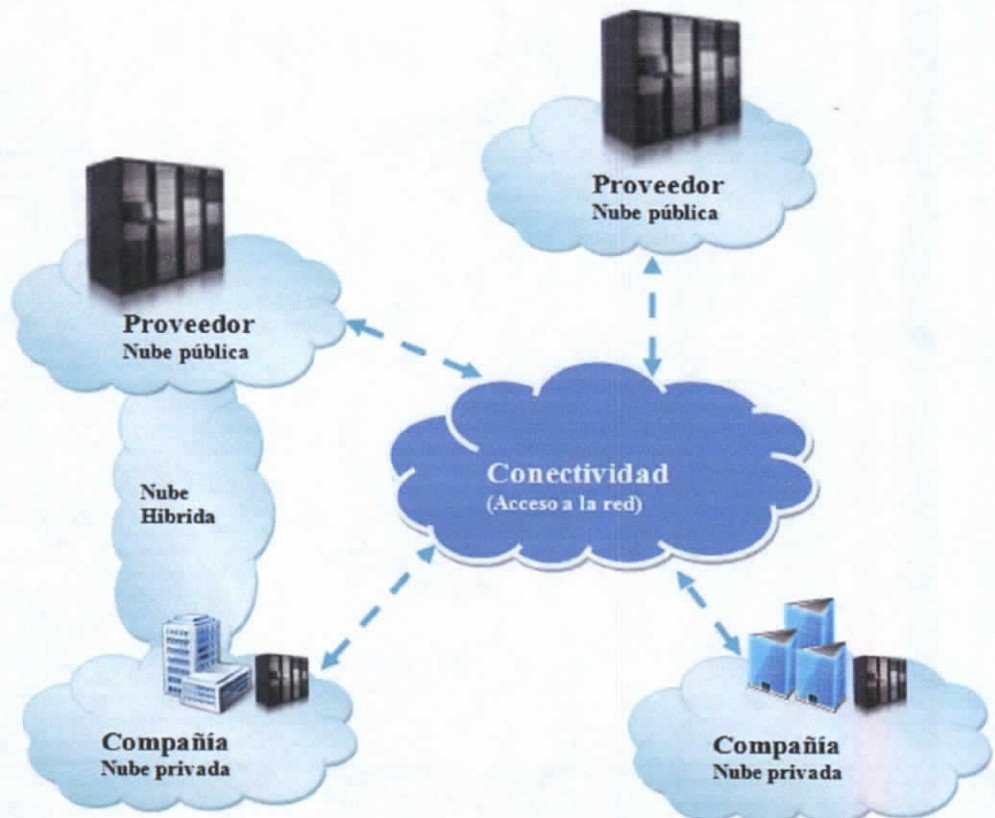 Proveedor
Nube pública
Proveedor
Nube pública
Conectividad
(Acceso a la red)
Nube
Hibrida
Compañía
Nube privada
Compañía
Nube privada